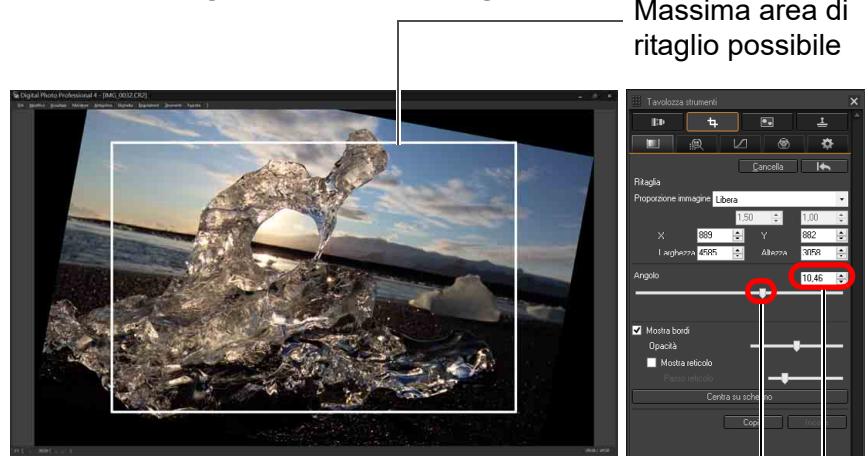 Massima area di
ritaglio possibile
Digital Photo Professional 4 - [IMG_0032.CR2]
Tavolozza strumenti
Cancella
Ritaglia
Proporzione immagine Libera
1,50 1,00
X 889 Y 882
Larghezza 4585 Altezza 3058
Angolo 10,46
Mostra bordi
Opacità
Mostra reticolo
Passo reticolo
Centra su schermo